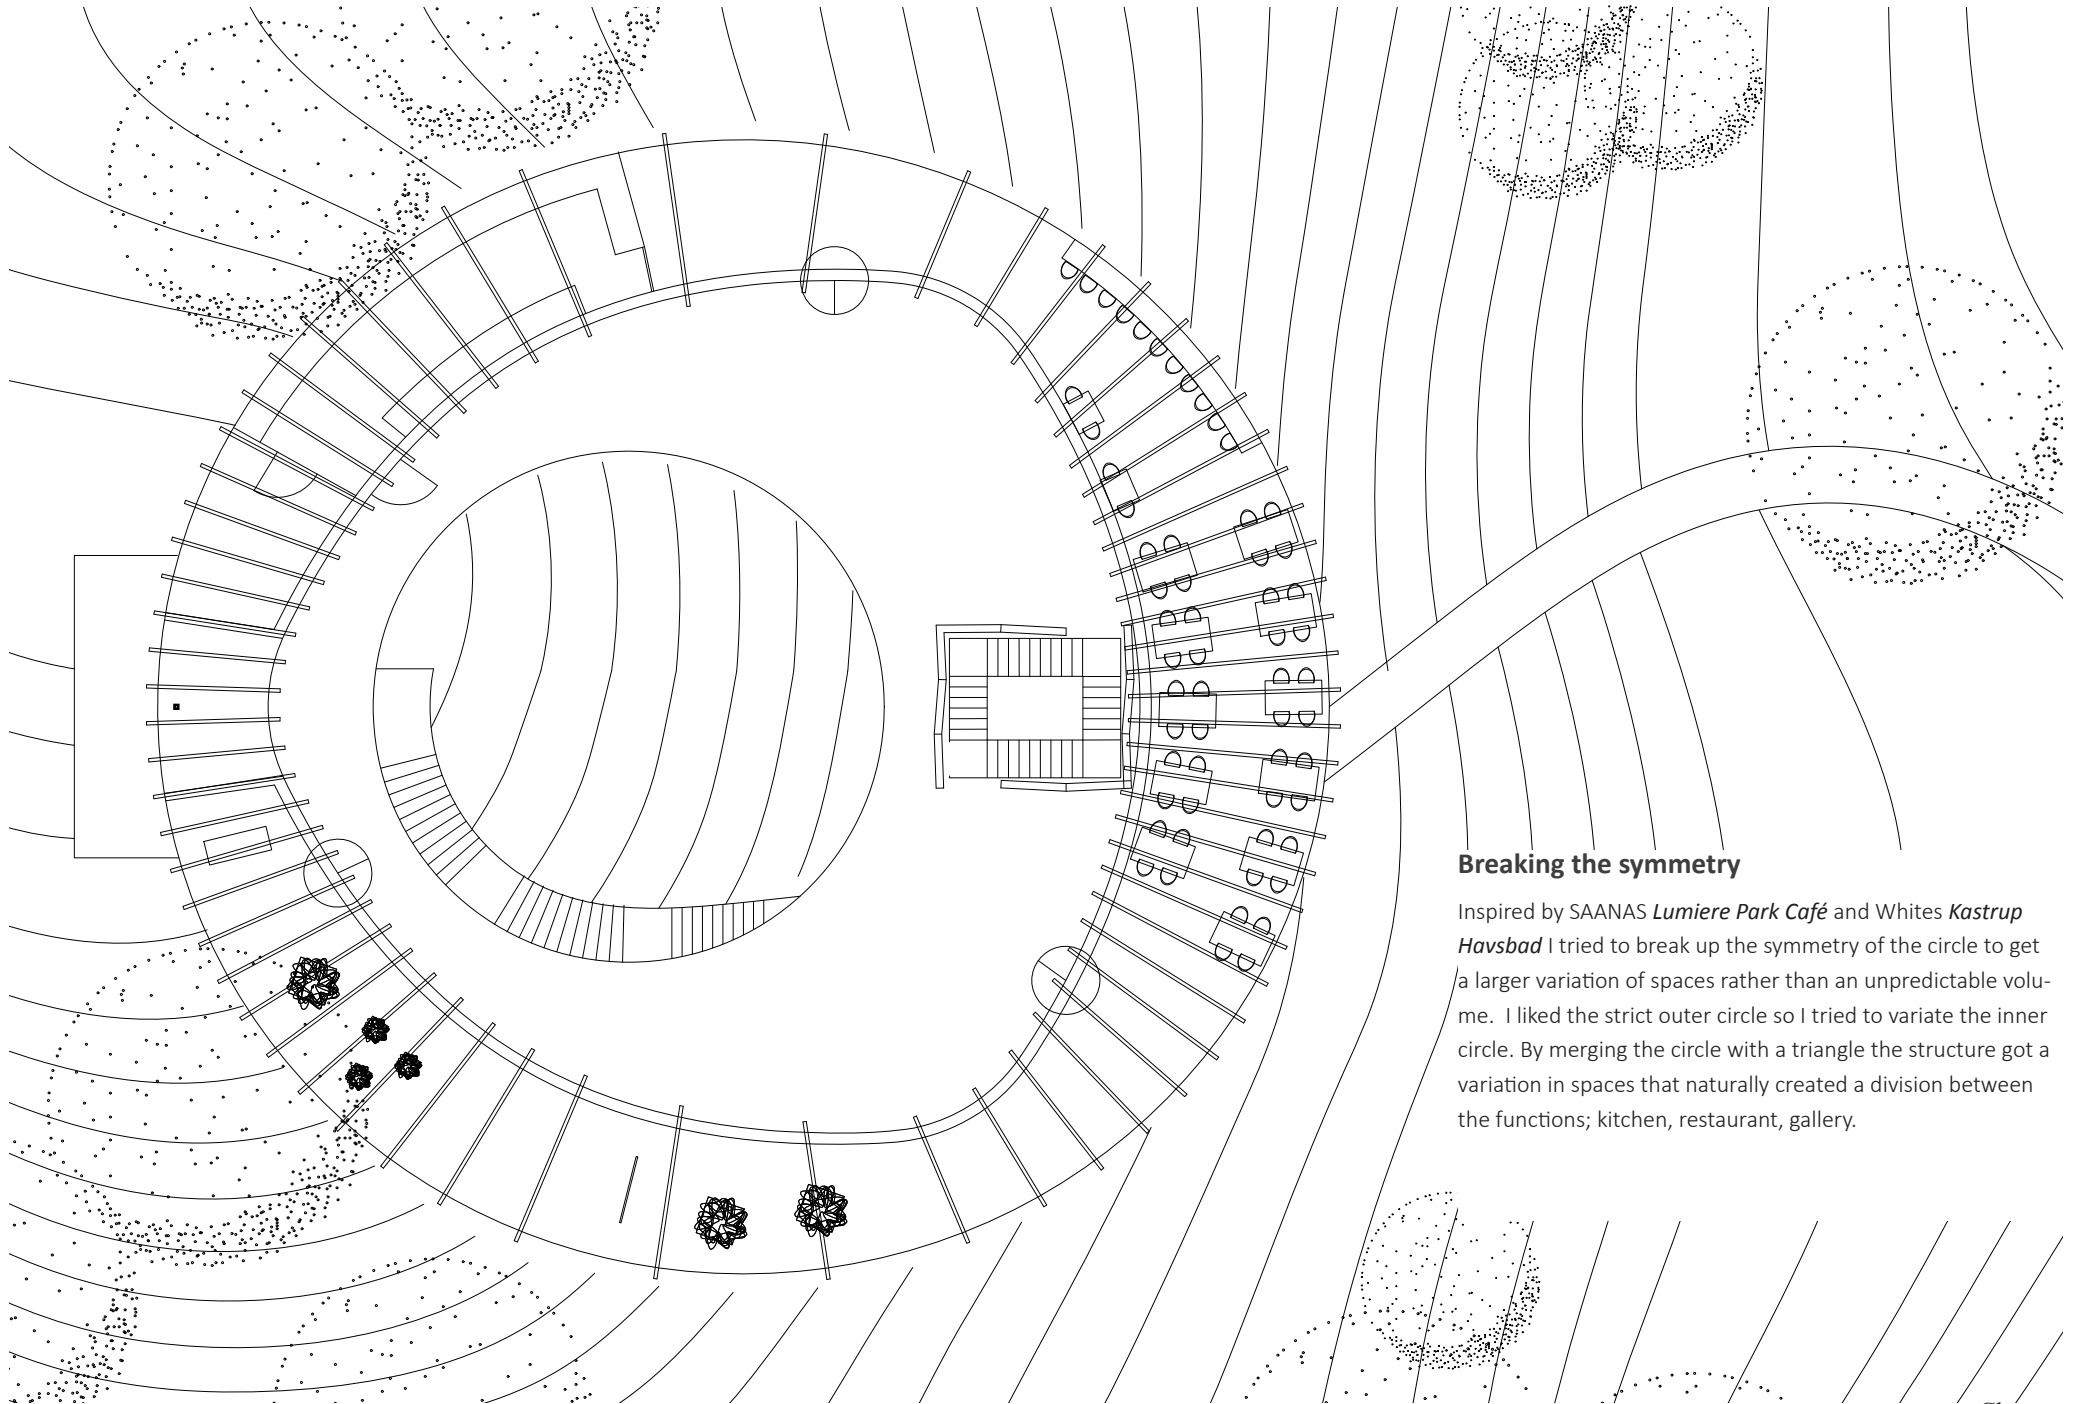 Breaking the symmetry
Inspired by SAANAS Lumiere Park Café and Whites Kastrup
Havsbad I tried to break up the symmetry of the circle to get
a larger variation of spaces rather than an unpredictable volu-
me.  I liked the strict outer circle so I tried to variate the inner
circle. By merging the circle with a triangle the structure got a
variation in spaces that naturally created a division between
the functions; kitchen, restaurant, gallery.